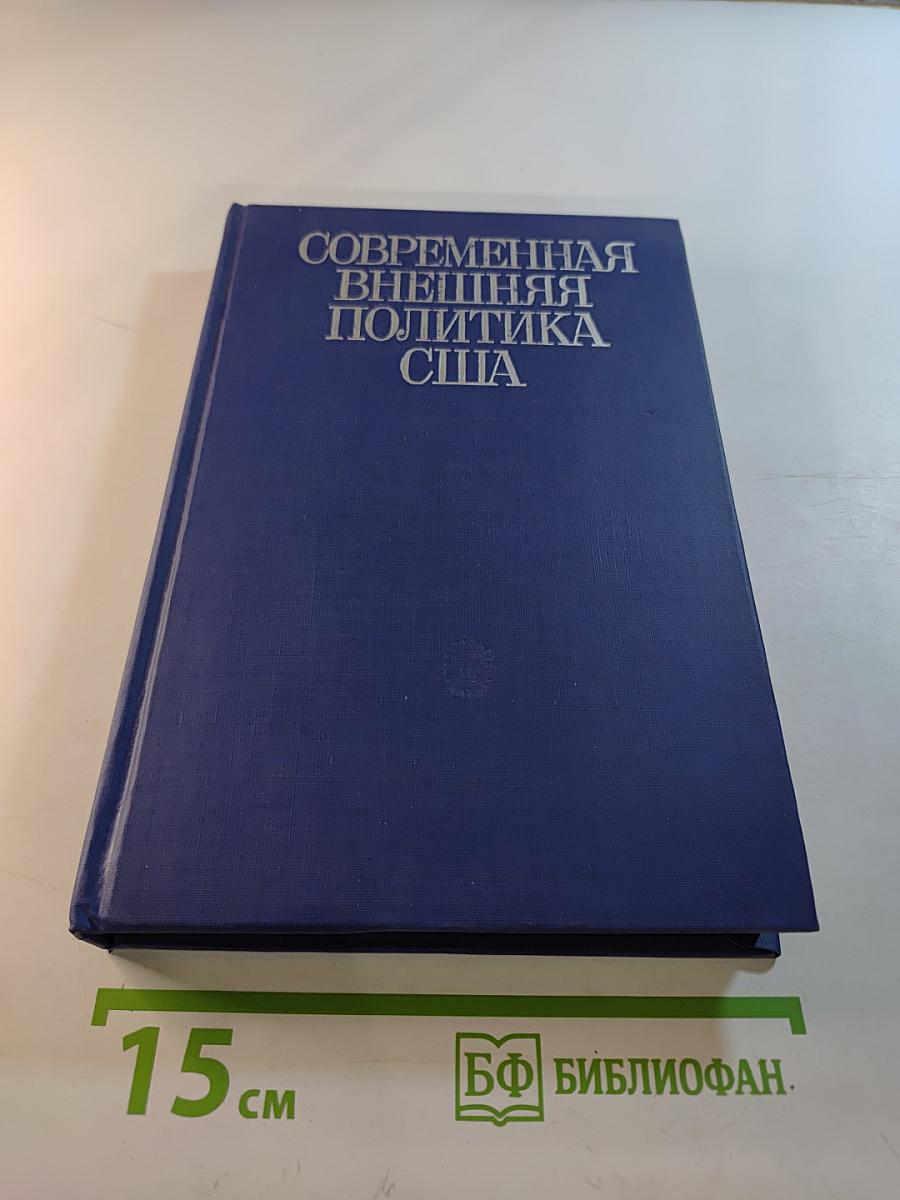 СОВРЕМЕННАЯ
ВНЕШНЯЯ
ПОЛИТИКА
США
15 см
БФ БИБЛИОФАН